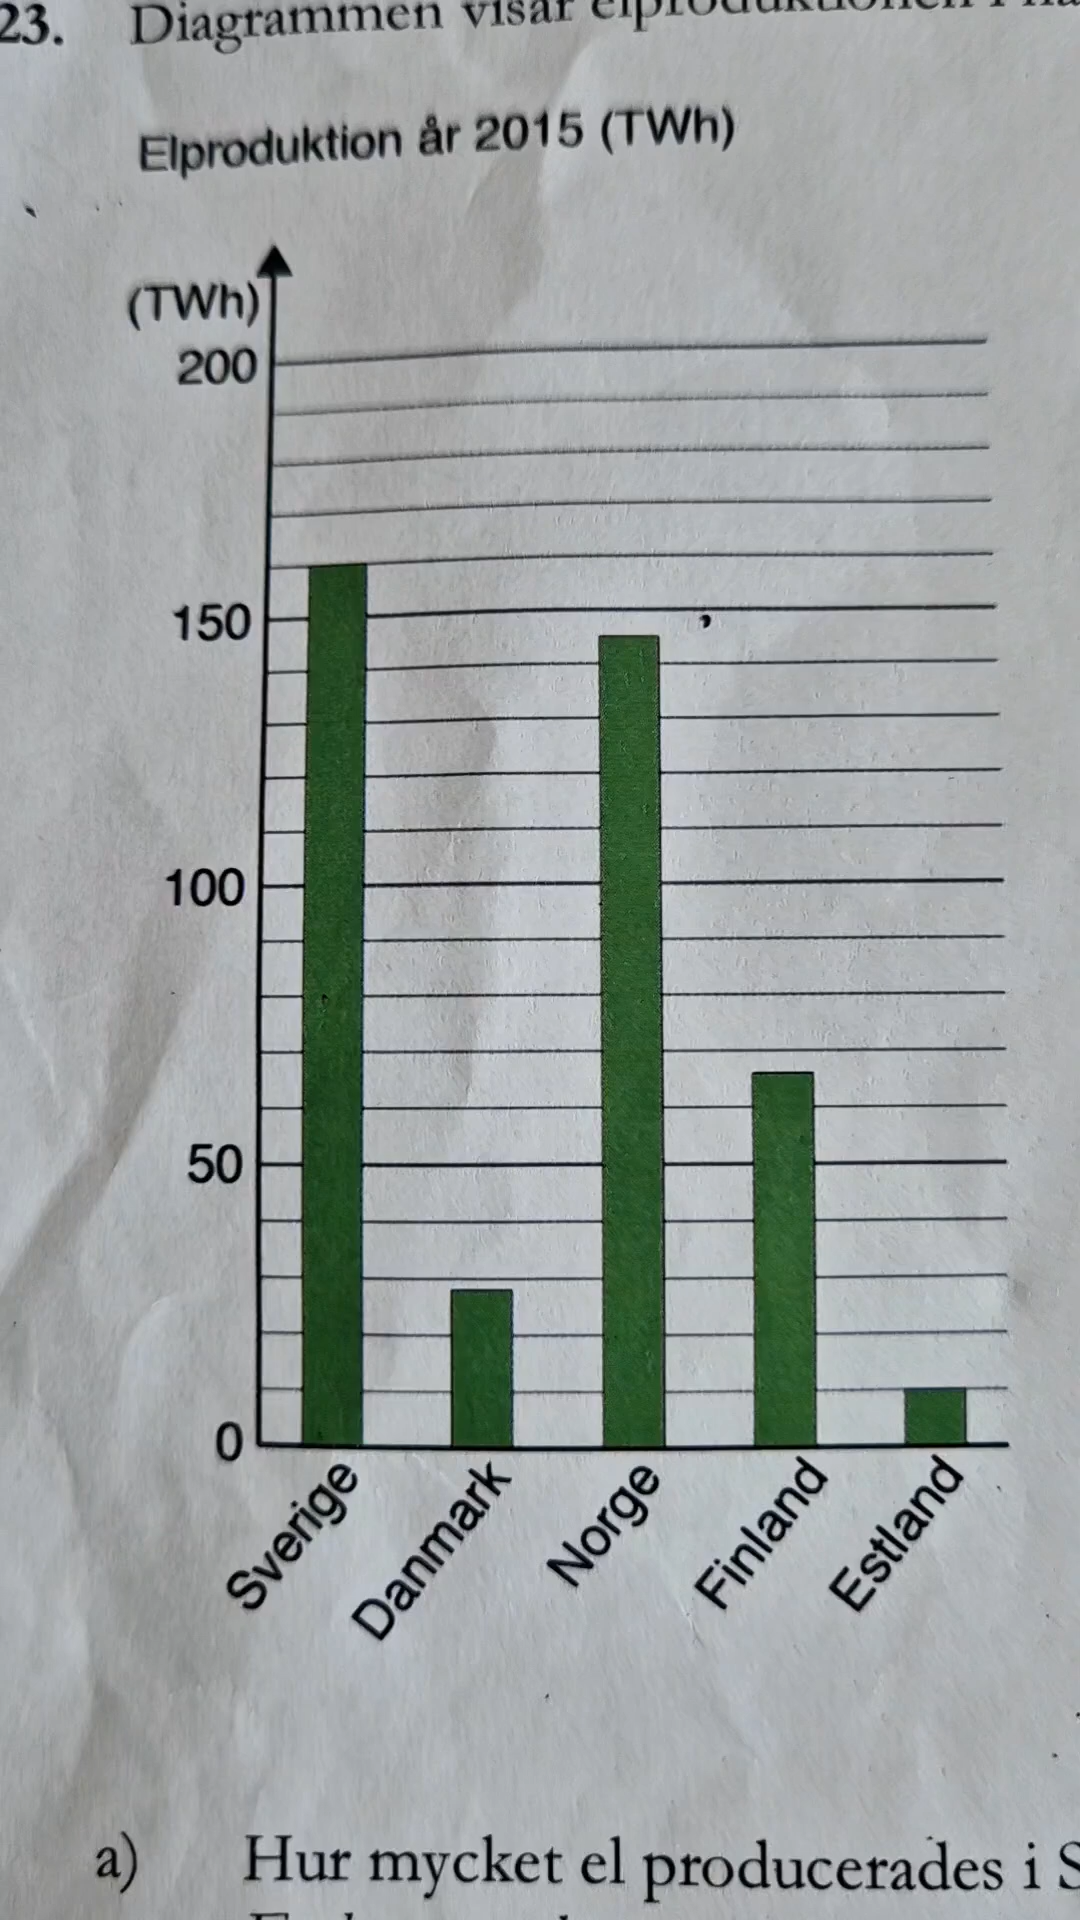 23. Diagrammen visar elproduktionen i
Elproduktion år 2015 (TWh)
(TWh)
200
150
100
50
0
Sverige
Danmark
Norge
Finland
Estland
a) Hur mycket el producerades i S